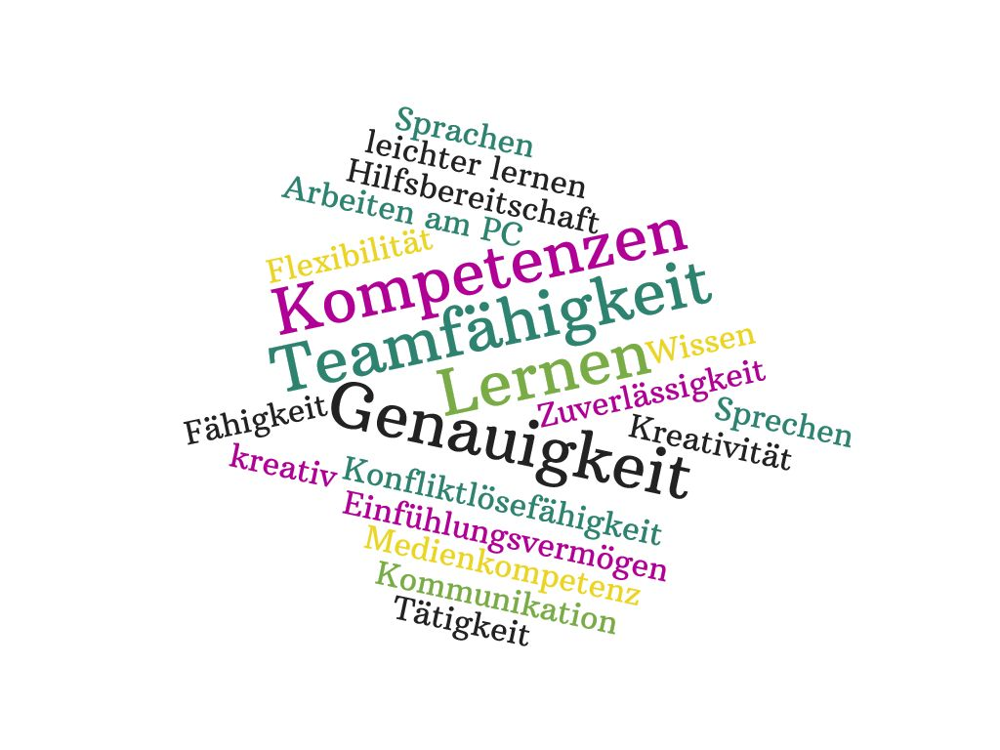 Sprachen
leichter lernen
Hilfsbereitschaft
Arbeiten am PC
Flexibilität
Kompetenzen
Teamfähigkeit
Lernen
Wissen
Zuverlässigkeit
Fähigkeit
Genauigkeit
Sprechen
Kreativität
kreativ
Konfliktlösefähigkeit
Einfühlungsvermögen
Medienkompetenz
Kommunikation
Tätigkeit